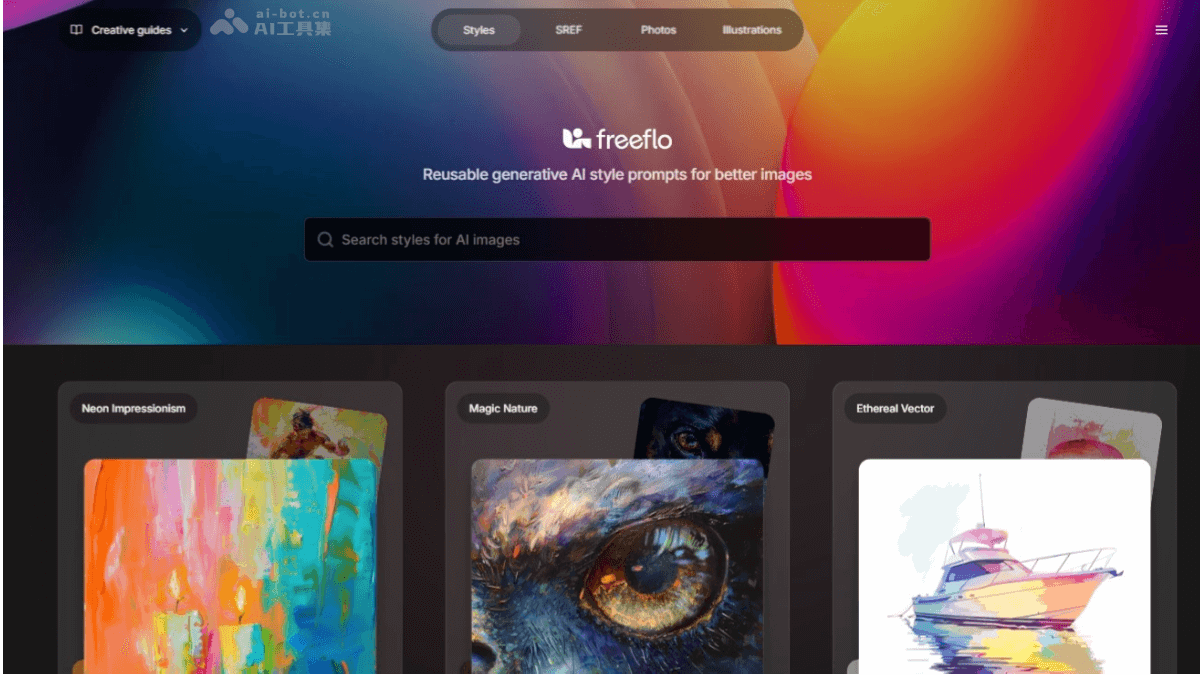 Creative guides
ai-bot.cn
AI工具集
Styles
SREF
Photos
Illustrations
freeflo
Reusable generative AI style prompts for better images
Search styles for AI images
Neon Impressionism
Magic Nature
Ethereal Vector